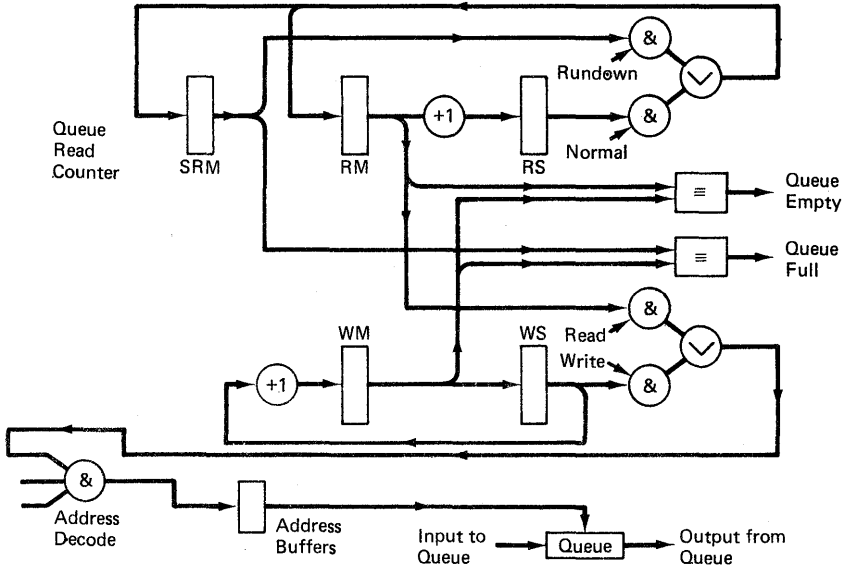 &
Rundown
Queue
Read
Counter
SRM
RM
+1
RS
&
Normal
≡
Queue
Empty
≡
Queue
Full
&
Read
WM
WS
Write
+1
&
&
Address
Decode
Address
Buffers
Input to
Queue
Queue
Output from
Queue